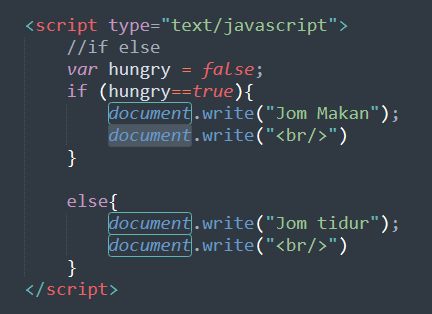 <script type="text/javascript">
//if else
var hungry = false;
if (hungry==true){
document.write("Jom Makan");
document.write("<br/>")
}
else{
document.write("Jom tidur");
document.write("<br/>")
}
</script>